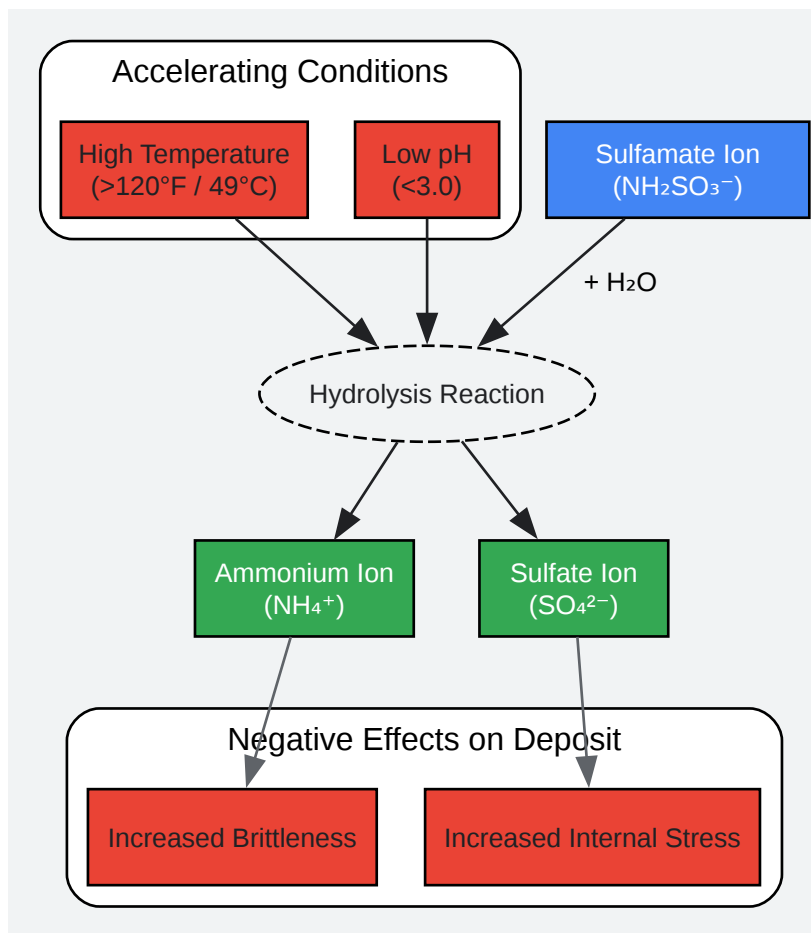 Accelerating Conditions
High Temperature
(>120°F / 49°C)
Low pH
(<3.0)
Sulfamate Ion
(NH₂SO₃⁻)
+ H₂O
Hydrolysis Reaction
Ammonium Ion
(NH₄⁺)
Sulfate Ion
(SO₄²⁻)
Negative Effects on Deposit
Increased Brittleness
Increased Internal Stress